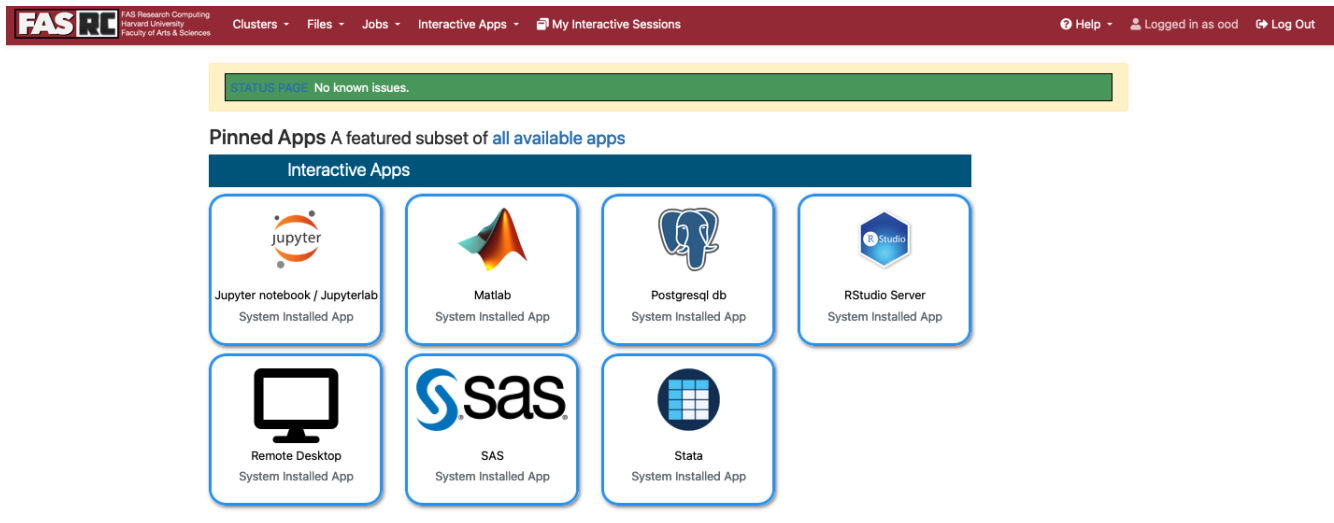 FASRC
FAS Research Computing
Harvard University
Faculty of Arts & Sciences
Clusters Files Jobs Interactive Apps My Interactive Sessions Help Logged in as ood Log Out
STATUS PAGE No known issues.
Pinned Apps A featured subset of all available apps
Interactive Apps
jupyter
R Studio
Jupyter notebook / Jupyterlab Matlab Postgresql db RStudio Server
System Installed App System Installed App System Installed App System Installed App
sas
Remote Desktop SAS Stata
System Installed App System Installed App System Installed App